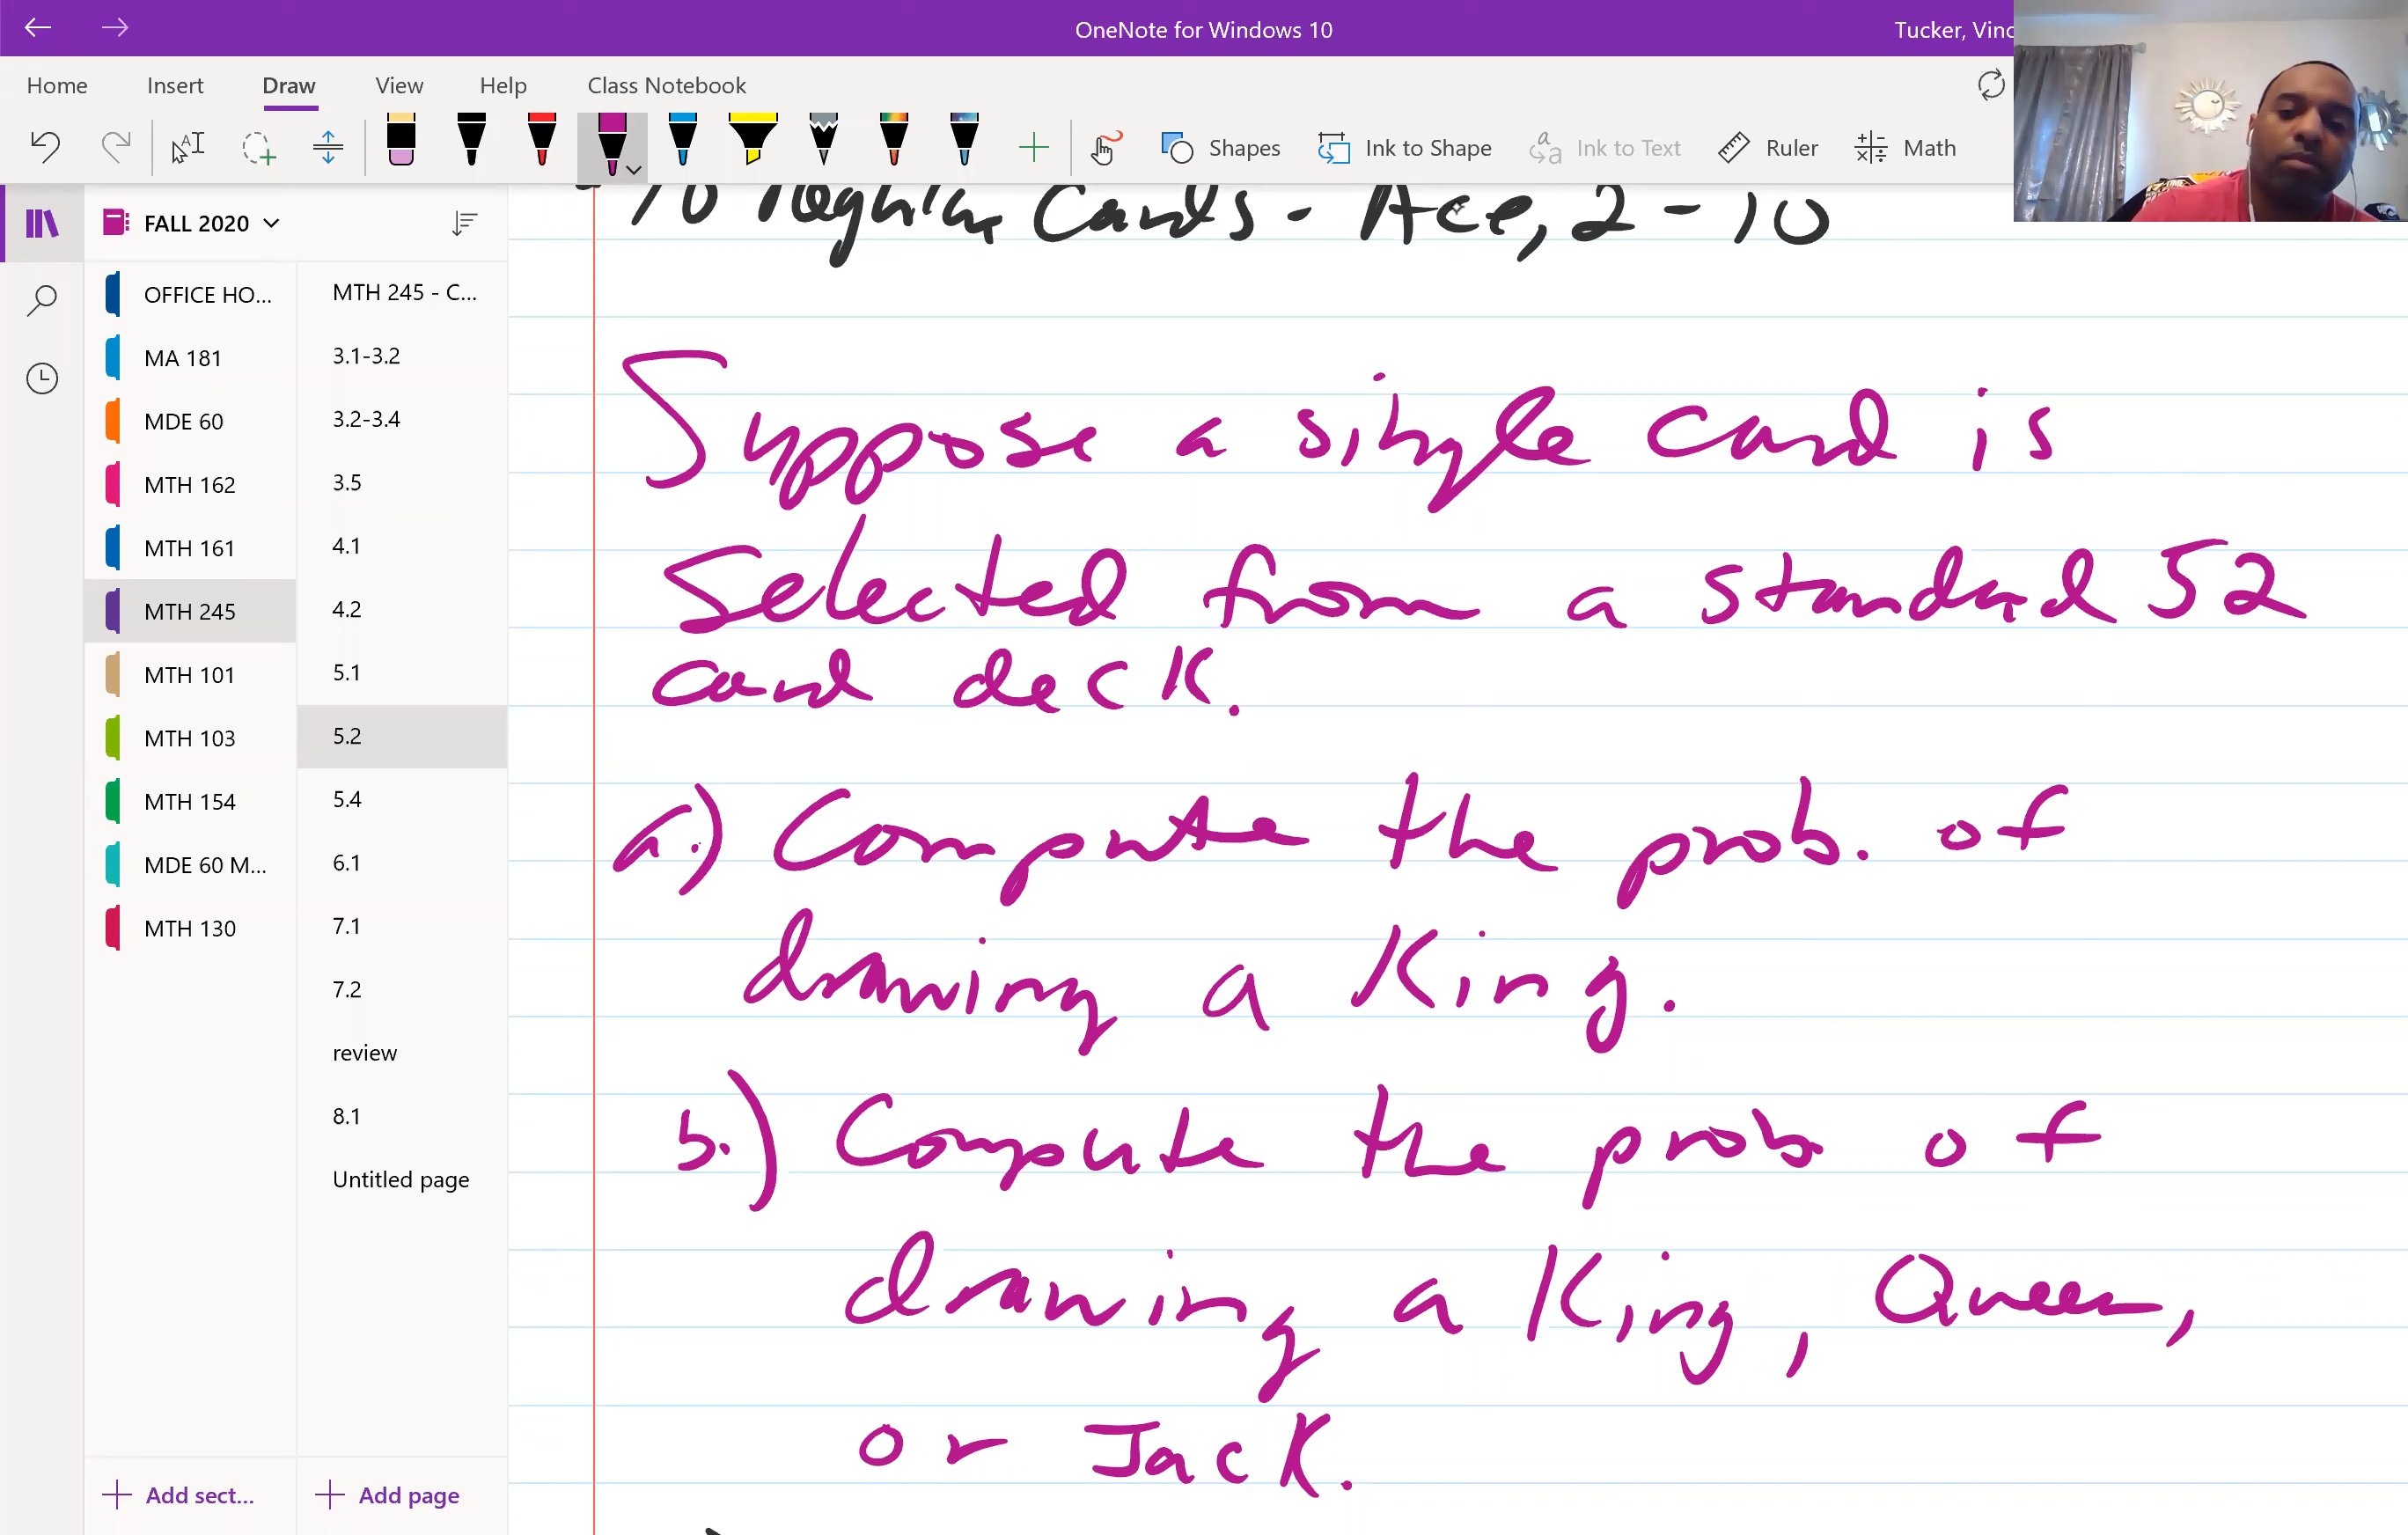 OneNote for Windows 10
Tucker, Vinc
Home Insert Draw View Help Class Notebook
Shapes Ink to Shape Ink to Text Ruler Math
FALL 2020
OFFICE HO...
MA 181
MDE 60
MTH 162
MTH 161
MTH 245
MTH 101
MTH 103
MTH 154
MDE 60 M...
MTH 130
Add sect...
MTH 245 - C...
3.1-3.2
3.2-3.4
3.5
4.1
4.2
5.1
5.2
5.4
6.1
7.1
7.2
review
8.1
Untitled page
Add page
10 Regular Cards - Ace, 2 - 10
Suppose a single card is
Selected from a standard 52
card deck.
a.) Compute the prob. of
drawing a King.
b.) Compute the prob. of
drawing a King, Queen,
or Jack.